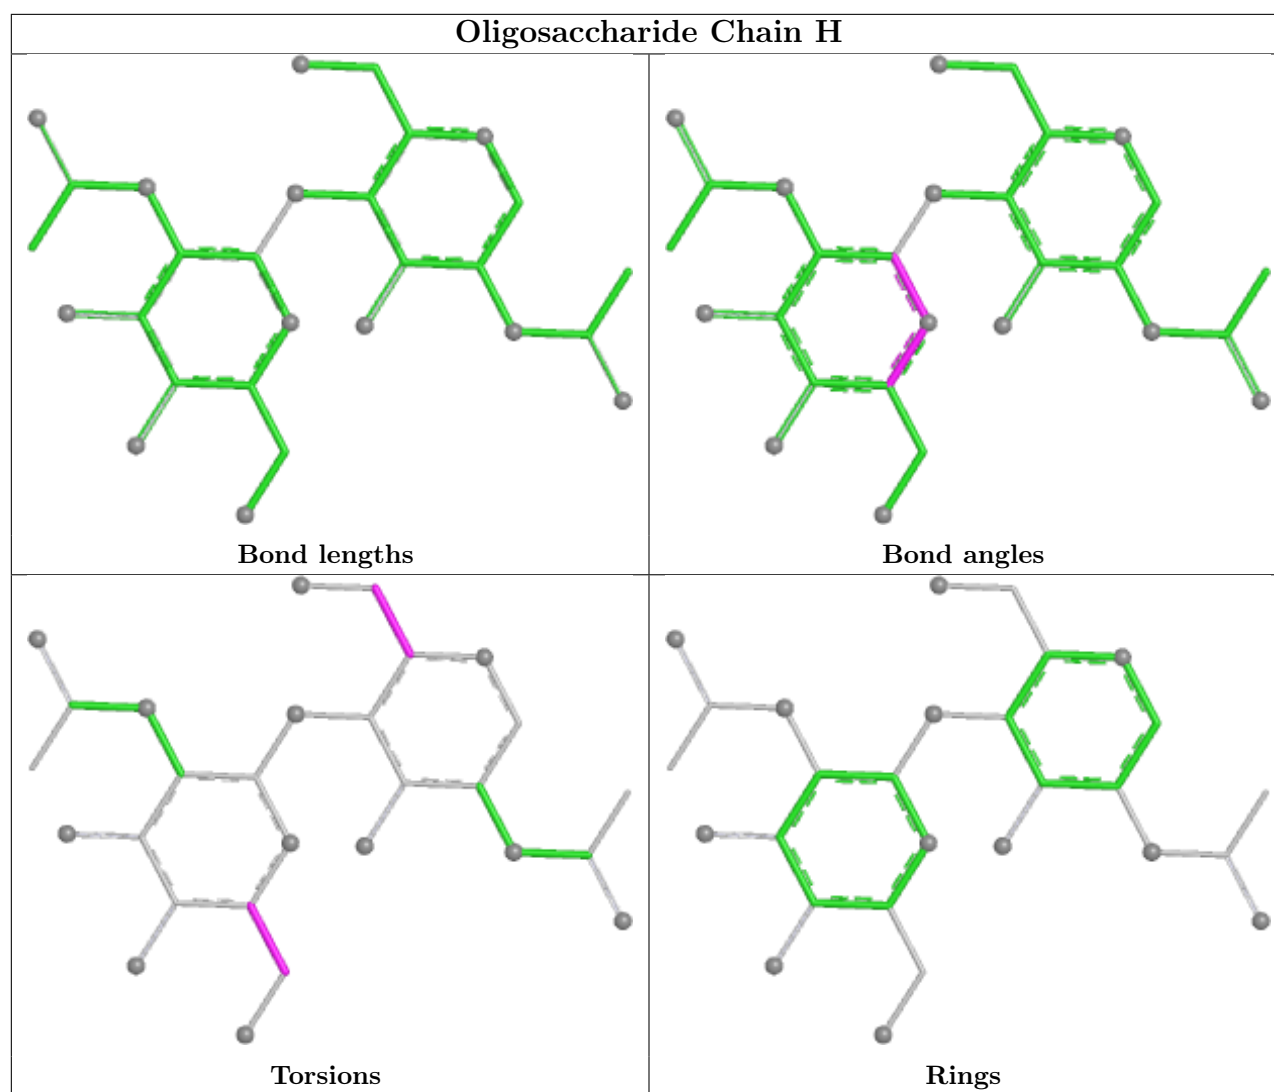 Oligosaccharide Chain H
Bond lengths
Bond angles
Torsions
Rings